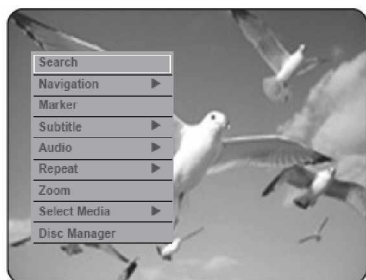 Search
Navigation ►
Marker
Subtitle ►
Audio ►
Repeat ►
Zoom
Select Media ►
Disc Manager